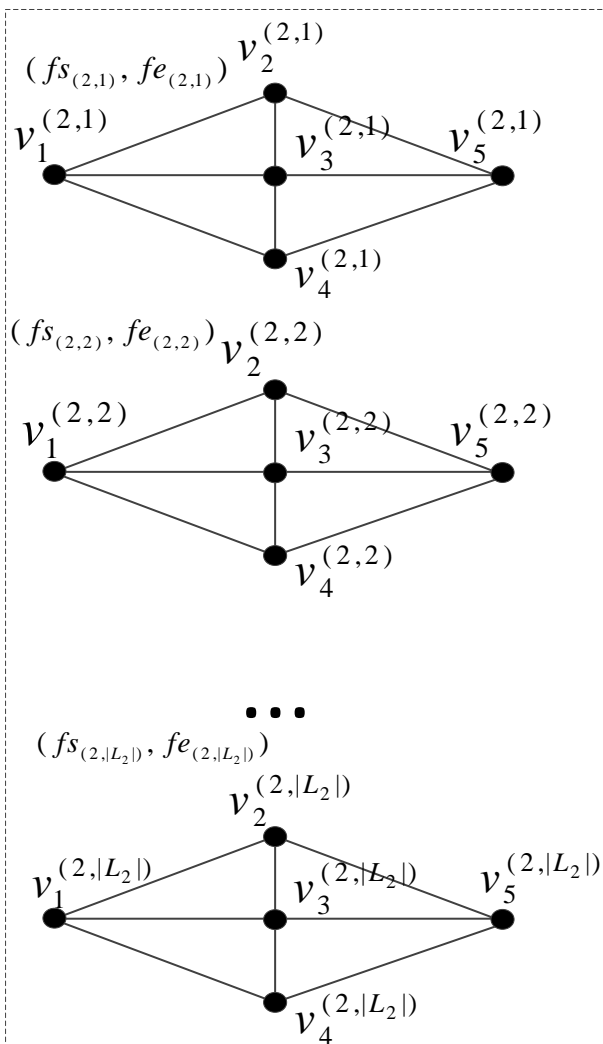 v_2^{(2,1)}
(fs_{(2,1)}, fe_{(2,1)})
v_1^{(2,1)} v_3^{(2,1)} v_5^{(2,1)}
v_4^{(2,1)}
(fs_{(2,2)}, fe_{(2,2)}) v_2^{(2,2)}
v_1^{(2,2)} v_3^{(2,2)} v_5^{(2,2)}
v_4^{(2,2)}
...
(fs_{(2,|L_2|)}, fe_{(2,|L_2|)})
v_2^{(2,|L_2|)}
v_1^{(2,|L_2|)} v_3^{(2,|L_2|)} v_5^{(2,|L_2|)}
v_4^{(2,|L_2|)}